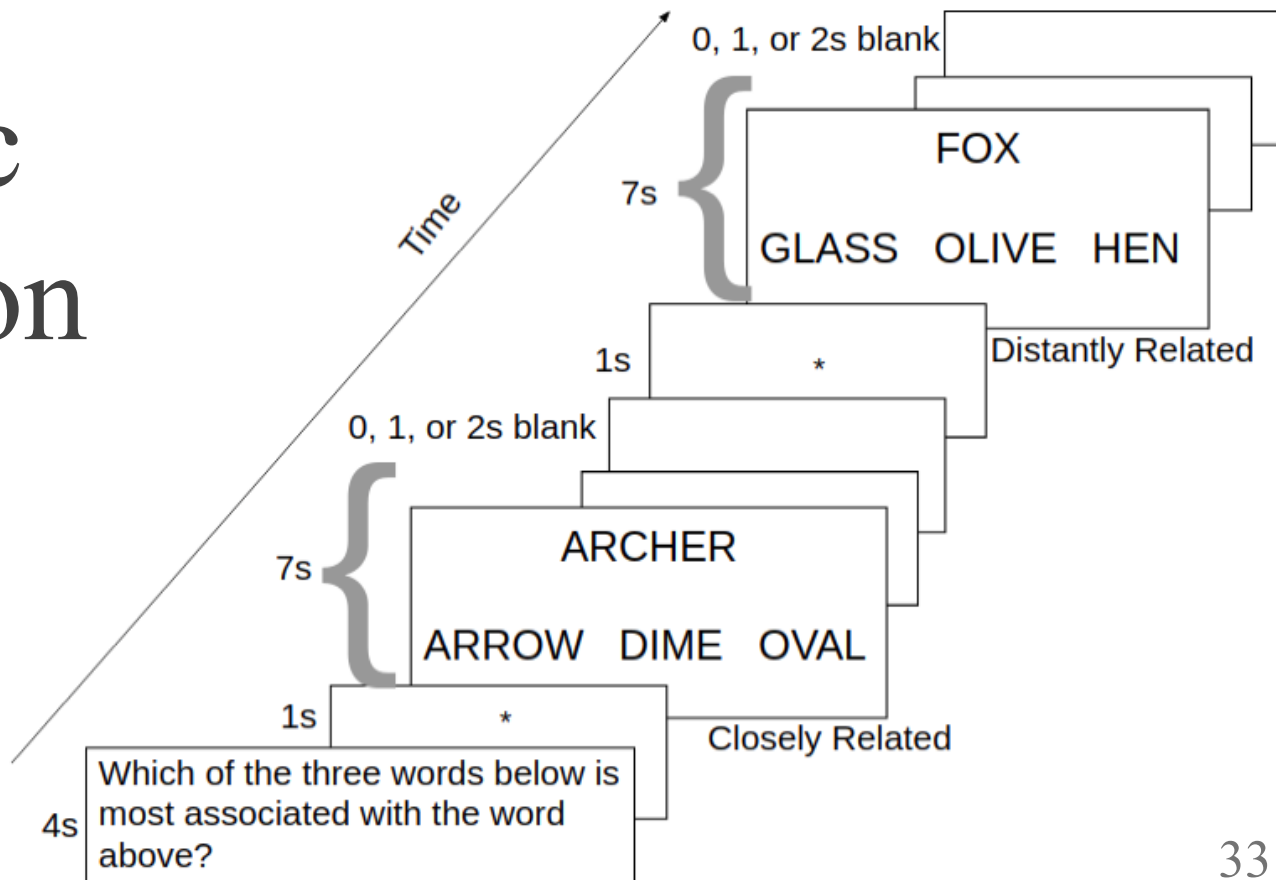 c
on
Time
0, 1, or 2s blank
7s
FOX
GLASS OLIVE HEN
Distantly Related
1s
*
0, 1, or 2s blank
7s
ARCHER
ARROW DIME OVAL
Closely Related
1s
*
4s
Which of the three words below is
most associated with the word
above?
33